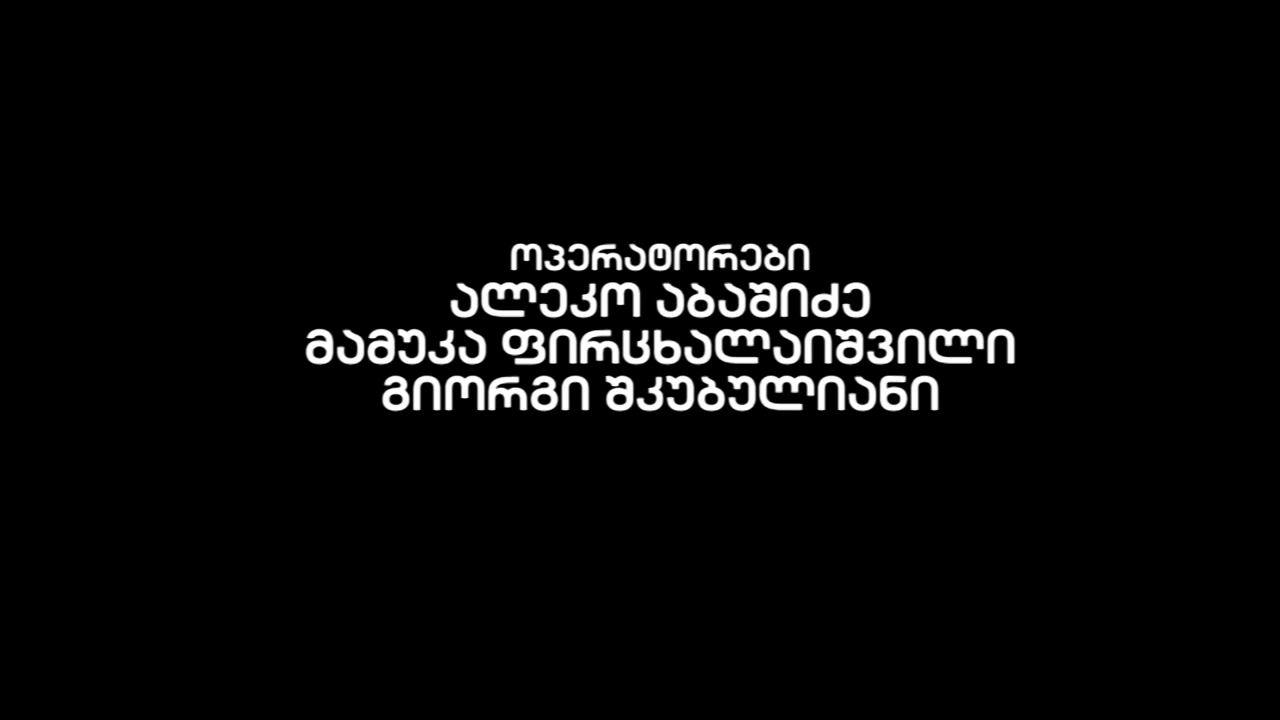 ოპერატორები
ალეკო აბაშიძე
მამუკა ფირცხალაიშვილი
გიორგი შკუბულიანი